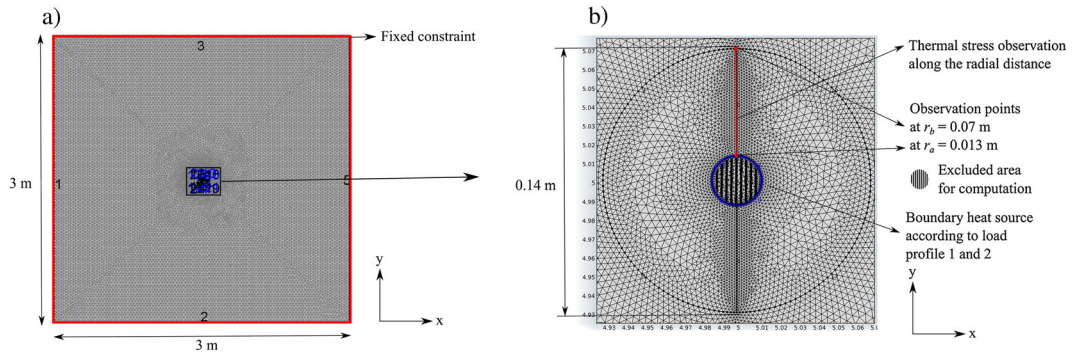 a)
Fixed constraint
3
3 m
1
5
2
y
x
3 m
b)
5.07
5.06
5.05
5.04
5.03
5.02
5.01
5
4.99
4.98
4.97
4.96
4.95
4.94
4.93
4.93 4.94 4.95 4.96 4.97 4.98 4.99 5 5.01 5.02 5.03 5.04 5.05 5.06
0.14 m
Thermal stress observation
along the radial distance
Observation points
at r_b = 0.07 m
at r_a = 0.013 m
Excluded area
for computation
Boundary heat source
according to load
profile 1 and 2
y
x